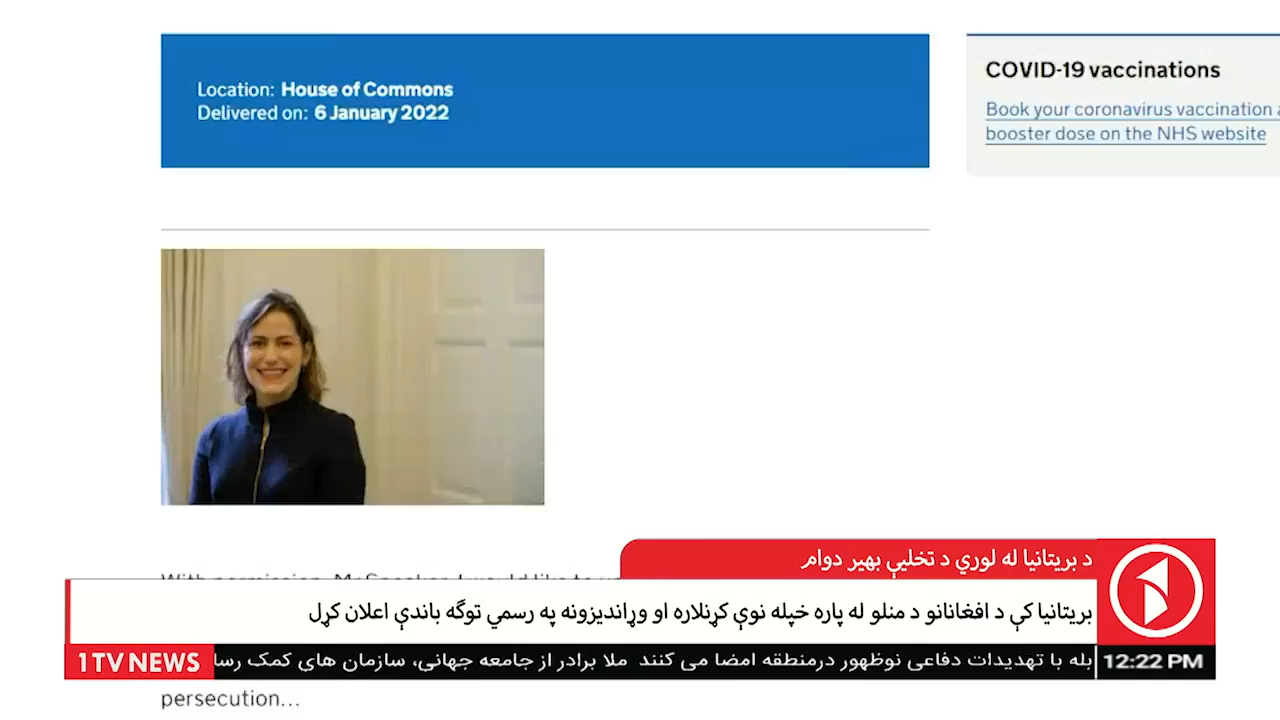 Location: House of Commons
Delivered on: 6 January 2022
COVID-19 vaccinations
Book your coronavirus vaccination
booster dose on the NHS website
د بریتانیا له لوري د تخلیې بهیر دوام
بریتانیا کې د افغانانو د منلو له پاره خپله نوې کړنلاره او وړاندیزونه په رسمي توگه باندې اعلان کړل
1TV NEWS
بله با تهدیدات دفاعی نوظهور درمنطقه امضا می کنند ملا برادر از جامعه جهانی، سازمان های کمک رسا
12:22 PM
persecution...